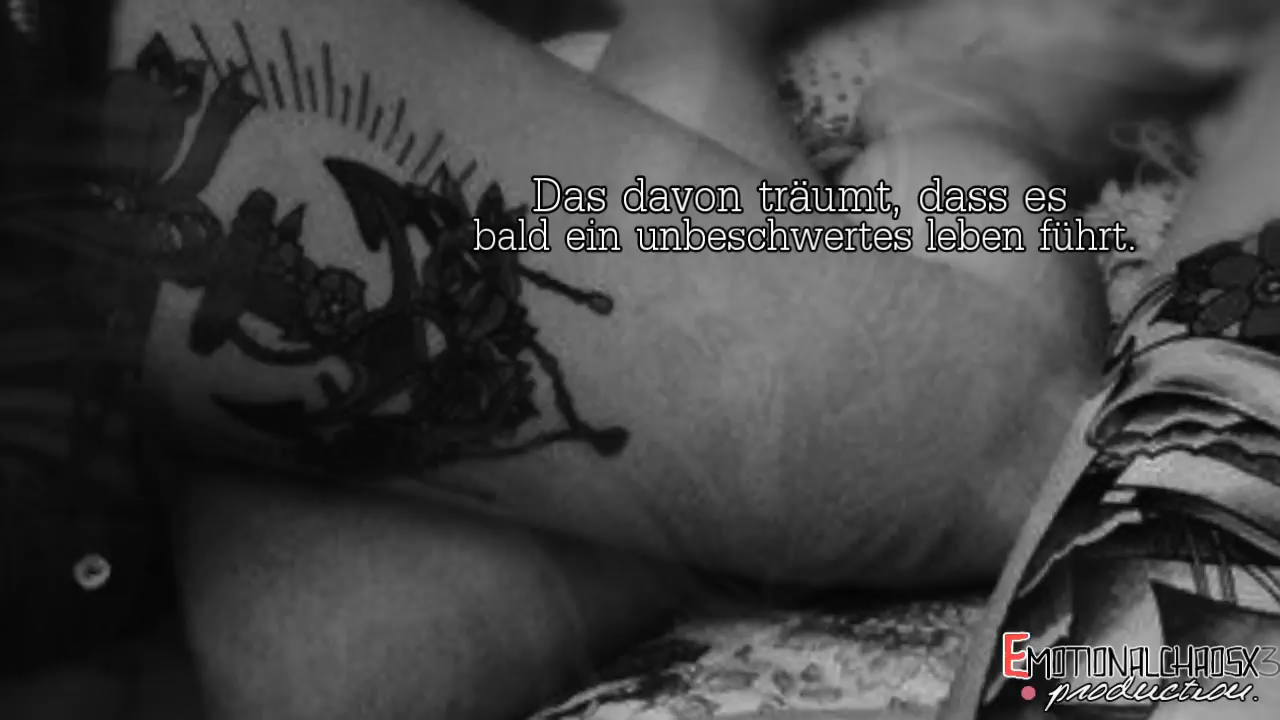 Das davon träumt, dass es
bald ein unbeschwertes leben führt.
EMOTIONALCHAOSX3
production.